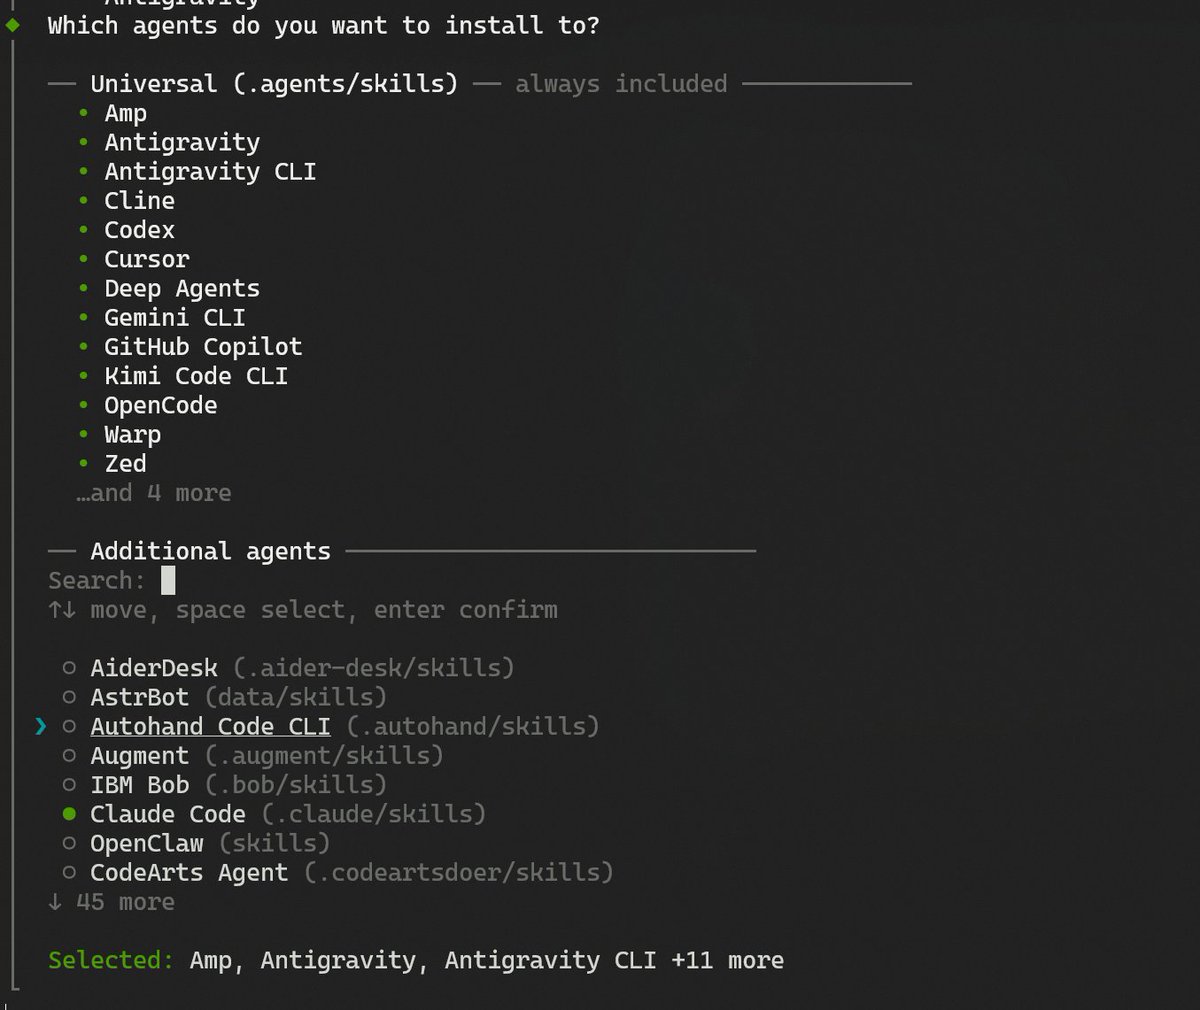 Antigravity
Which agents do you want to install to?
Universal (.agents/skills) — always included
• Amp
• Antigravity
• Antigravity CLI
• Cline
• Codex
• Cursor
• Deep Agents
• Gemini CLI
• GitHub Copilot
• Kimi Code CLI
• OpenCode
• Warp
• Zed
…and 4 more
Additional agents
Search:
↑↓ move, space select, enter confirm
○ AiderDesk (.aider-desk/skills)
○ AstrBot (data/skills)
❯ ○ Autohand Code CLI (.autohand/skills)
○ Augment (.augment/skills)
○ IBM Bob (.bob/skills)
● Claude Code (.claude/skills)
○ OpenClaw (skills)
○ CodeArts Agent (.codeartsdoer/skills)
↓ 45 more
Selected: Amp, Antigravity, Antigravity CLI +11 more